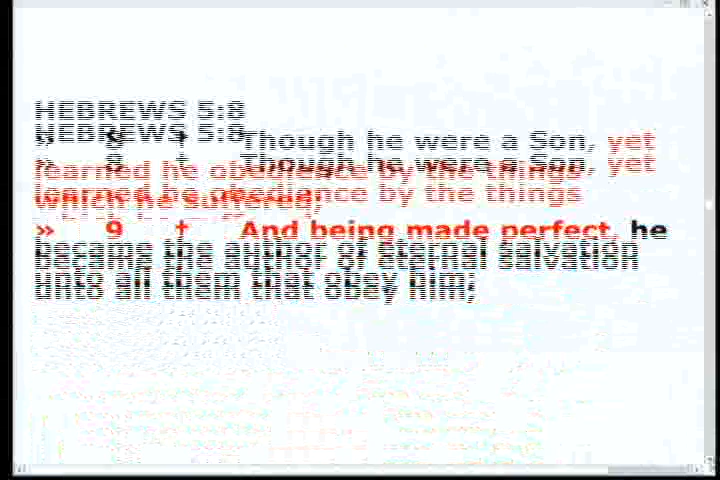 HEBREWS 5:8
» 8 † Though he were a Son, yet
learned he obedience by the things
which he suffered;
» 9 † And being made perfect, he
became the author of eternal salvation
unto all them that obey him;